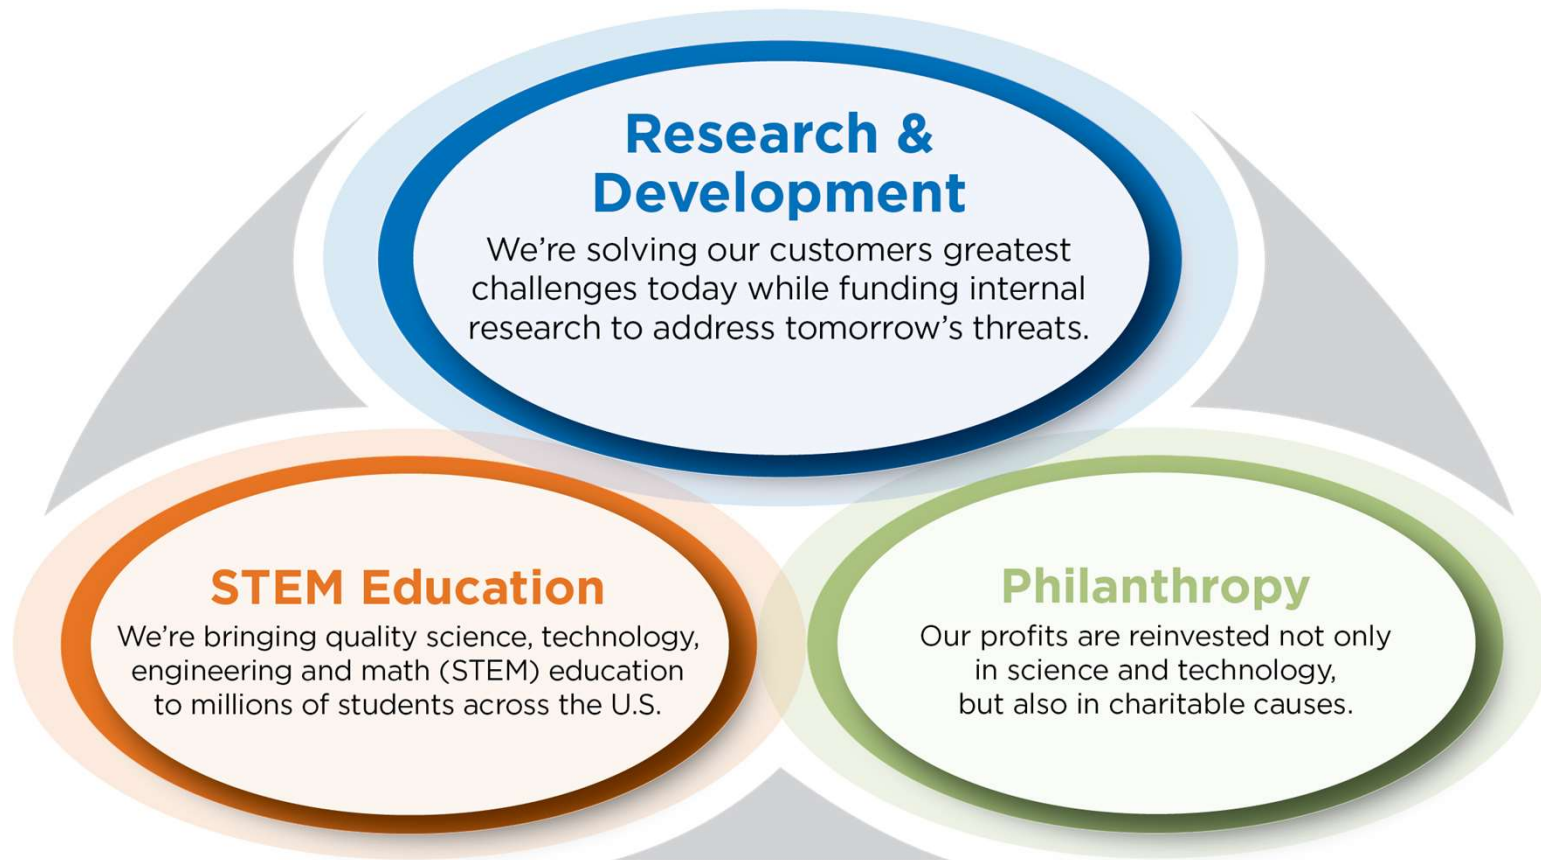 Research &
Development
We’re solving our customers greatest
challenges today while funding internal
research to address tomorrow’s threats.
STEM Education
We’re bringing quality science, technology,
engineering and math (STEM) education
to millions of students across the U.S.
Philanthropy
Our profits are reinvested not only
in science and technology,
but also in charitable causes.